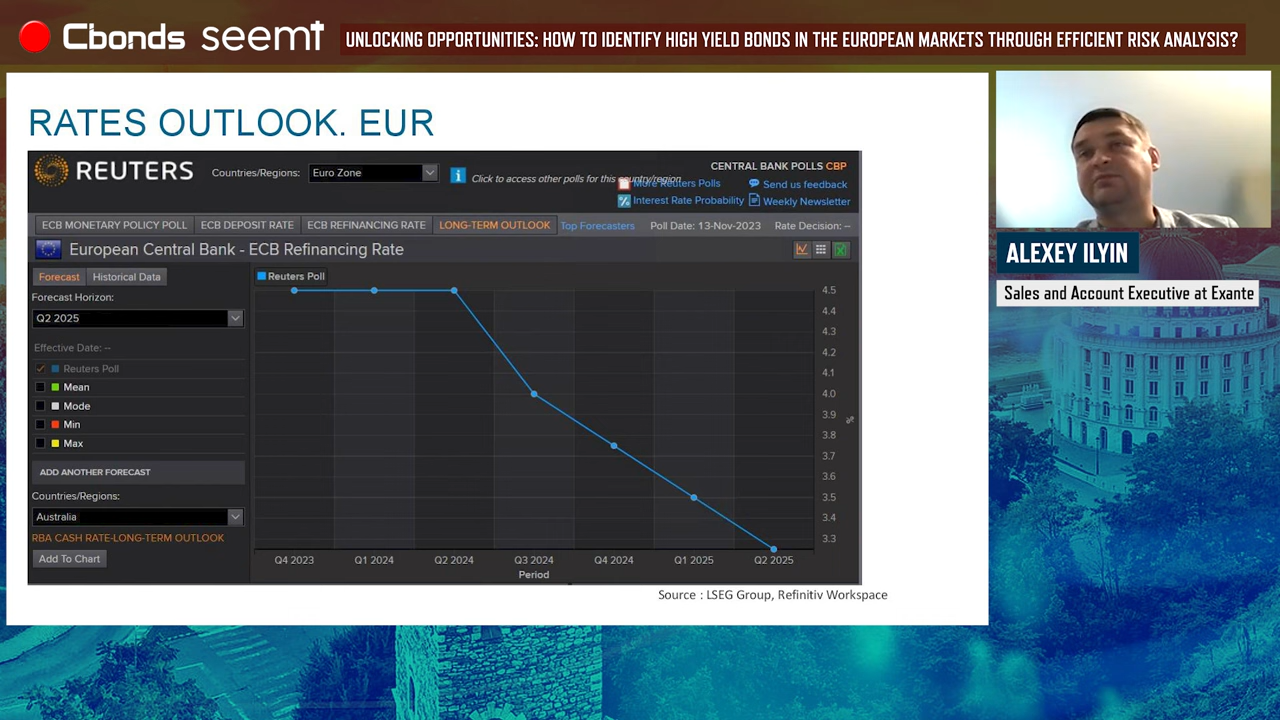 Cbonds seemt
UNLOCKING OPPORTUNITIES: HOW TO IDENTIFY HIGH YIELD BONDS IN THE EUROPEAN MARKETS THROUGH EFFICIENT RISK ANALYSIS?
RATES OUTLOOK. EUR
REUTERS
Countries/Regions:
Euro Zone
i
Click to access other polls for this country/region
CENTRAL BANK POLLS CBP
More Reuters Polls
Send us feedback
Interest Rate Probability
Weekly Newsletter
ECB MONETARY POLICY POLL
ECB DEPOSIT RATE
ECB REFINANCING RATE
LONG-TERM OUTLOOK
Top Forecasters
Poll Date: 13-Nov-2023
Rate Decision: --
European Central Bank - ECB Refinancing Rate
Forecast
Historical Data
Forecast Horizon:
Q2 2025
Effective Date: --
Reuters Poll
Mean
Mode
Min
Max
ADD ANOTHER FORECAST
Countries/Regions:
Australia
RBA CASH RATE-LONG-TERM OUTLOOK
Add To Chart
Reuters Poll
4.5
4.4
4.3
4.2
4.1
4.0
3.9
3.8
3.7
3.6
3.5
3.4
3.3
%
Q4 2023
Q1 2024
Q2 2024
Q3 2024
Q4 2024
Q1 2025
Q2 2025
Period
Source : LSEG Group, Refinitiv Workspace
ALEXEY ILYIN
Sales and Account Executive at Exante